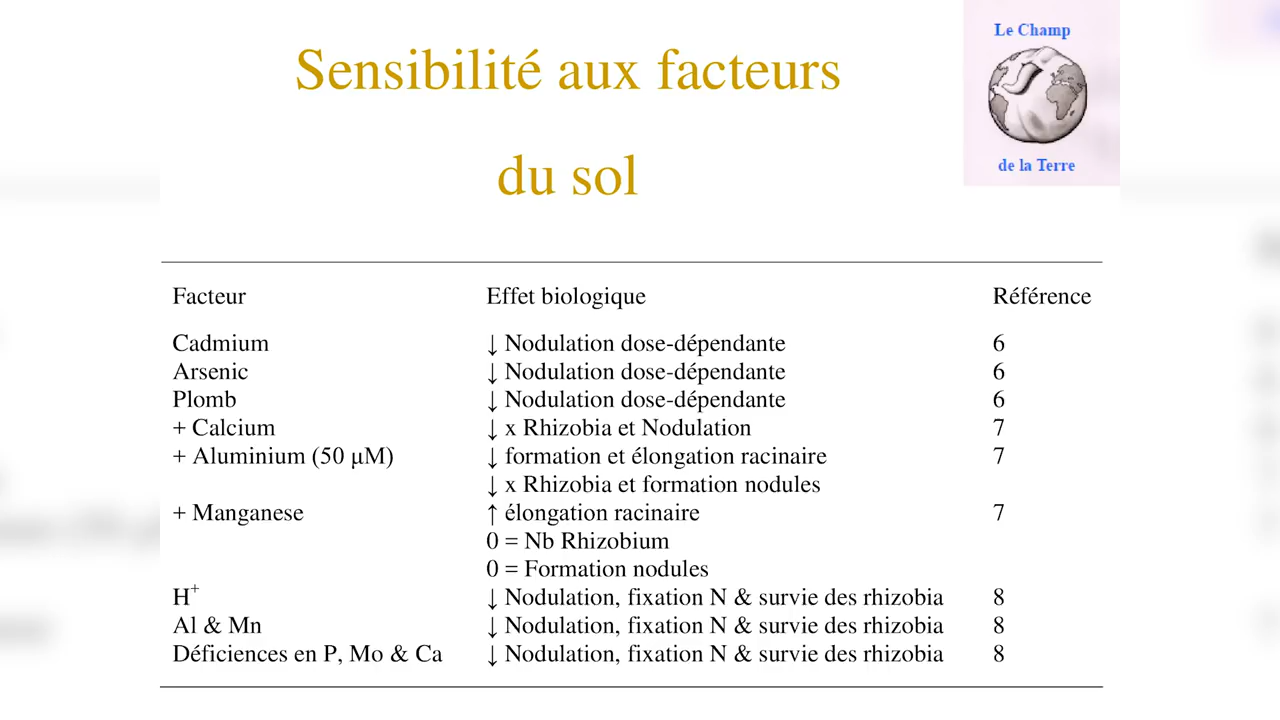 Sensibilité aux facteurs
du sol
Le Champ
de la Terre
Facteur Effet biologique Référence
Cadmium ↓ Nodulation dose-dépendante 6
Arsenic ↓ Nodulation dose-dépendante 6
Plomb ↓ Nodulation dose-dépendante 6
+ Calcium ↓ x Rhizobia et Nodulation 7
+ Aluminium (50 µM) ↓ formation et élongation racinaire 7
↓ x Rhizobia et formation nodules
+ Manganese ↑ élongation racinaire 7
0 = Nb Rhizobium
0 = Formation nodules
H⁺ ↓ Nodulation, fixation N & survie des rhizobia 8
Al & Mn ↓ Nodulation, fixation N & survie des rhizobia 8
Déficiences en P, Mo & Ca ↓ Nodulation, fixation N & survie des rhizobia 8